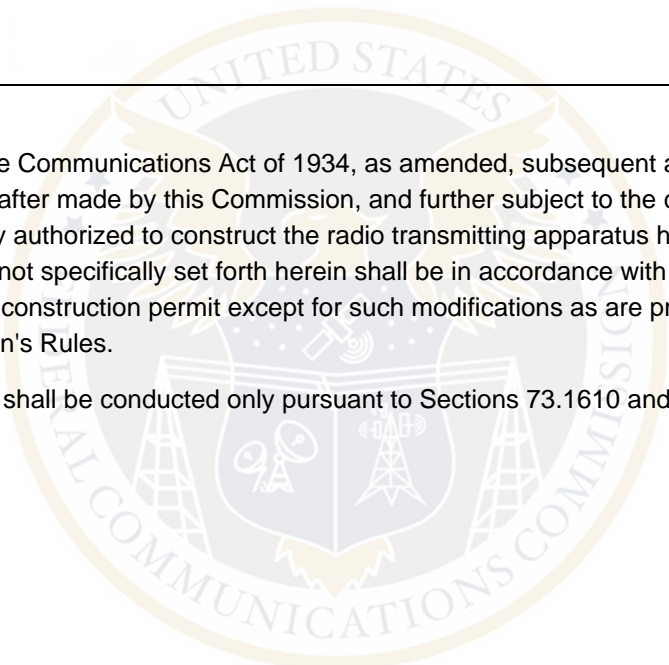 UNITED STATES
e Communications Act of 1934, as amended, subsequent a
after made by this Commission, and further subject to the c
y authorized to construct the radio transmitting apparatus h
not specifically set forth herein shall be in accordance with
construction permit except for such modifications as are pr
n's Rules.
shall be conducted only pursuant to Sections 73.1610 and
FEDERAL COMMUNICATIONS COMMISSION